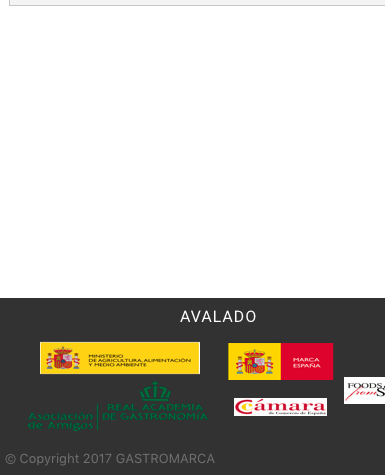 AVALADO
MINISTERIO
DE AGRICULTURA, ALIMENTACIÓN
Y MEDIO AMBIENTE
MARCA
ESPAÑA
Asociación
de Amigos
REAL ACADEMIA
DE GASTRONOMÍA
Cámara
de Comercio de España
FOODS
from S
© Copyright 2017 GASTROMARCA